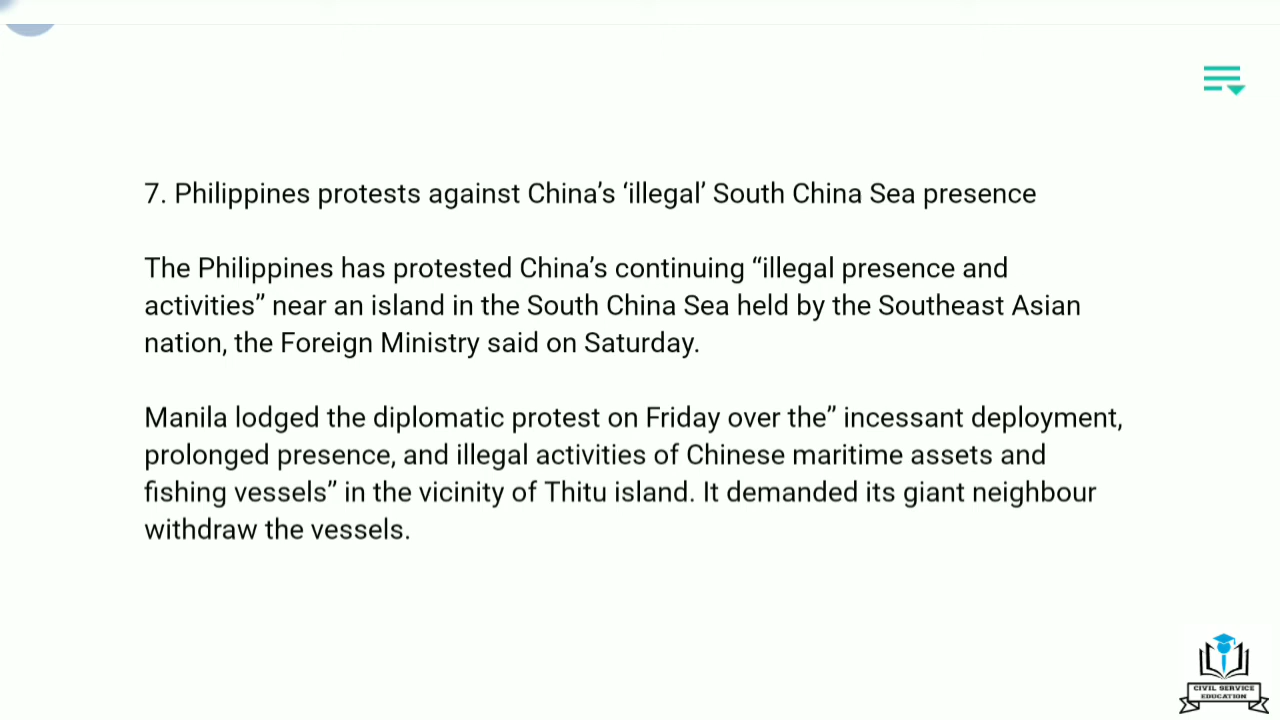 7. Philippines protests against China’s ‘illegal’ South China Sea presence
The Philippines has protested China’s continuing “illegal presence and
activities” near an island in the South China Sea held by the Southeast Asian
nation, the Foreign Ministry said on Saturday.
Manila lodged the diplomatic protest on Friday over the” incessant deployment,
prolonged presence, and illegal activities of Chinese maritime assets and
fishing vessels” in the vicinity of Thitu island. It demanded its giant neighbour
withdraw the vessels.
CIVIL SERVICE
EDUCATION